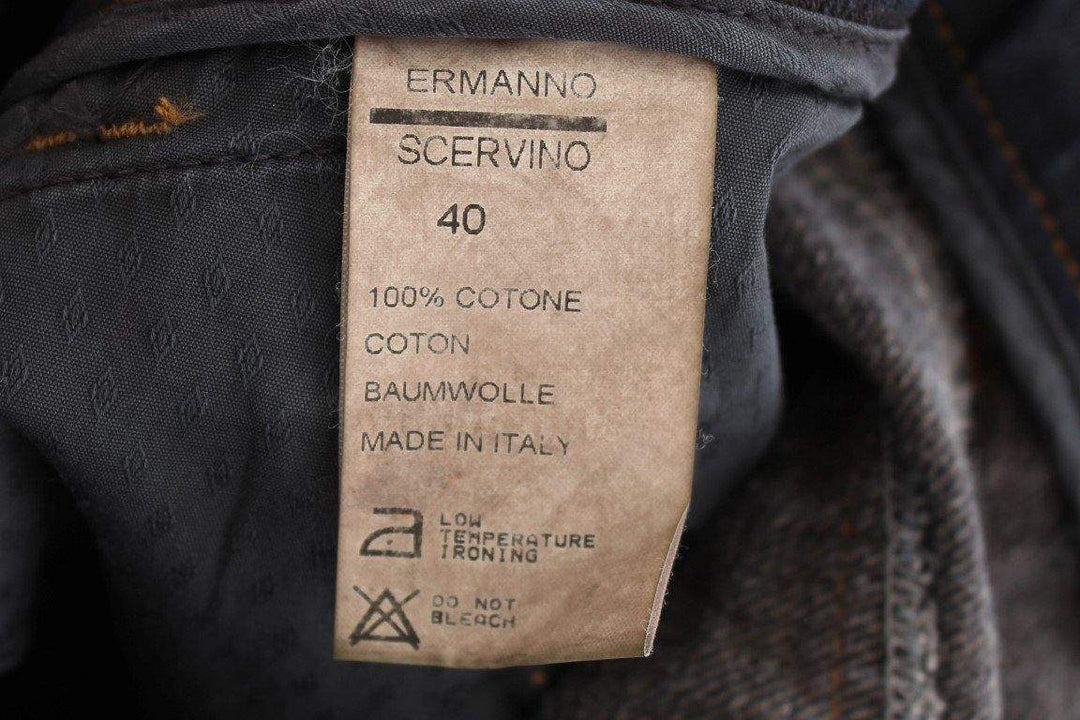 ERMANNO
SCERVINO
40
100% COTONE
COTON
BAUMWOLLE
MADE IN ITALY
LOW
TEMPERATURE
IRONING
DO NOT
BLEACH